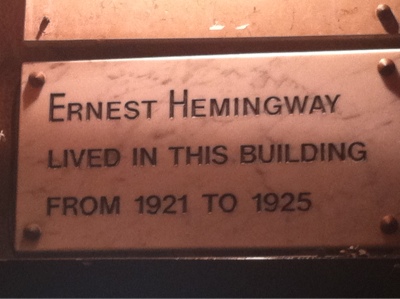 Ernest Hemingway
lived in this building
from 1921 to 1925